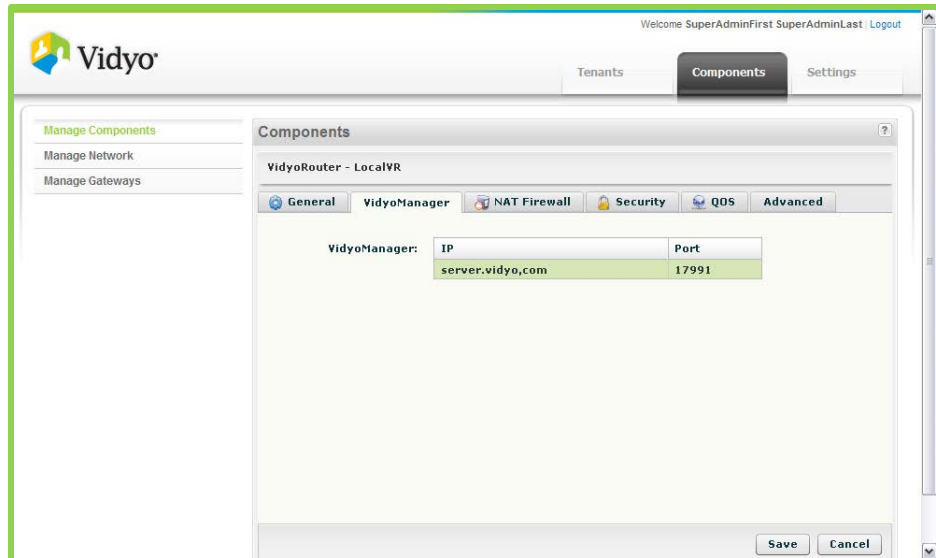 Welcome SuperAdminFirst SuperAdminLast | Logout
Vidyo
Tenants Components Settings
Manage Components
Manage Network
Manage Gateways
Components ?
VidyoRouter - LocalVR
General VidyoManager NAT Firewall Security QOS Advanced
VidyoManager: IP Port
server.vidyo,com 17991
Save Cancel